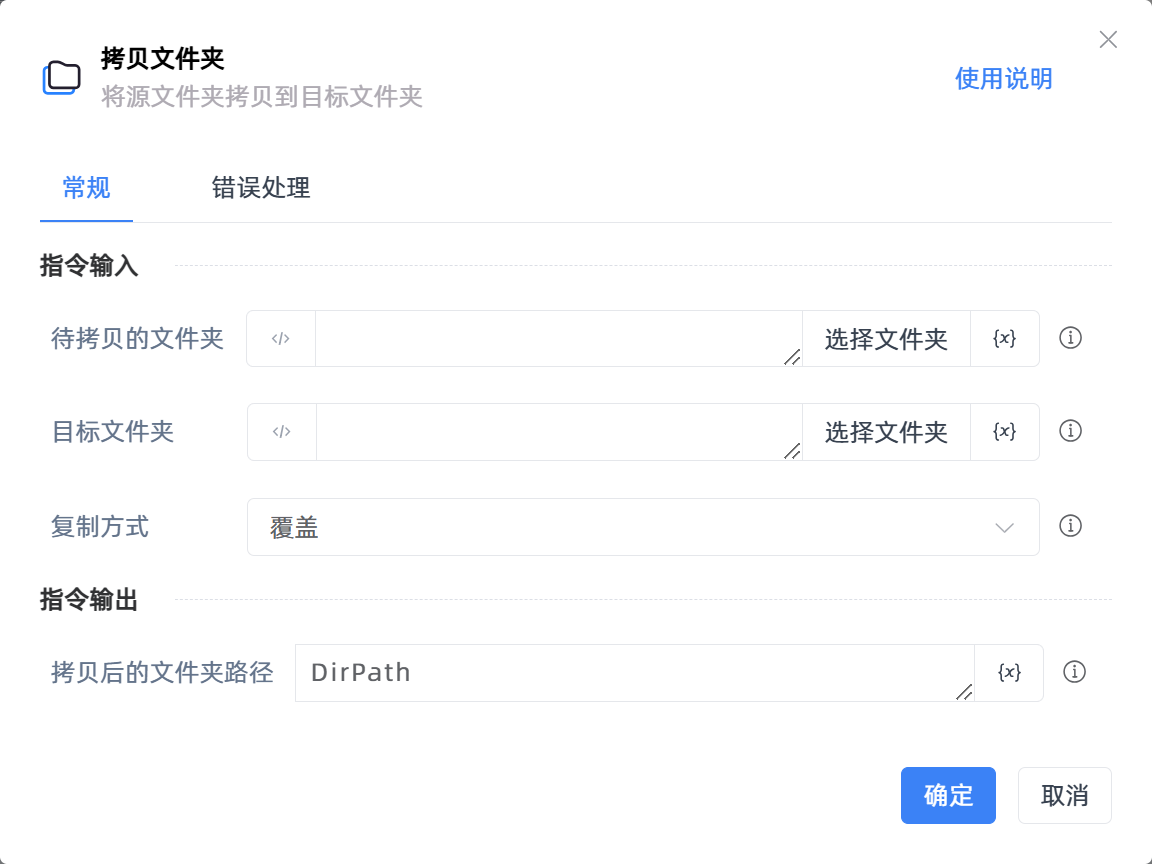 拷贝文件夹
将源文件夹拷贝到目标文件夹
使用说明
常规 错误处理
指令输入
待拷贝的文件夹 </> 选择文件夹 {x}
目标文件夹 </> 选择文件夹 {x}
复制方式 覆盖
指令输出
拷贝后的文件夹路径 DirPath {x}
确定 取消